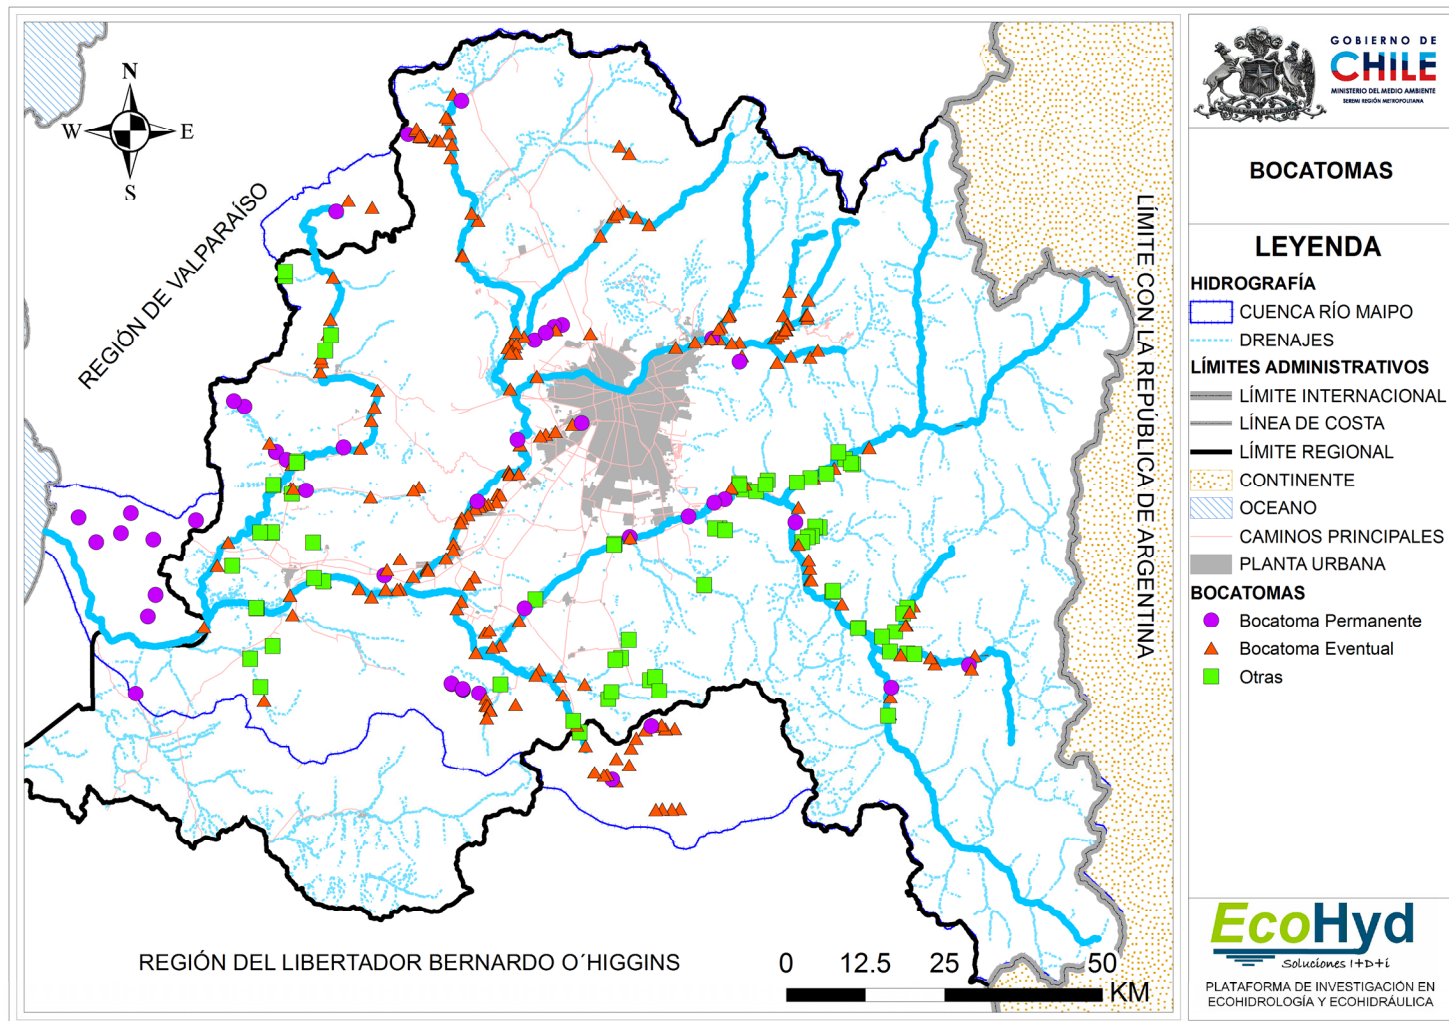 N
W
E
S
REGIÓN DE VALPARAÍSO
LÍMITE CON LA REPÚBLICA DE ARGENTINA
REGIÓN DEL LIBERTADOR BERNARDO O´HIGGINS
0 12.5 25 50
KM
GOBIERNO DE
CHILE
MINISTERIO DEL MEDIO AMBIENTE
SEREMI REGIÓN METROPOLITANA
BOCATOMAS
LEYENDA
HIDROGRAFÍA
CUENCA RÍO MAIPO
DRENAJES
LÍMITES ADMINISTRATIVOS
LÍMITE INTERNACIONAL
LÍNEA DE COSTA
LÍMITE REGIONAL
CONTINENTE
OCEANO
CAMINOS PRINCIPALES
PLANTA URBANA
BOCATOMAS
Bocatoma Permanente
Bocatoma Eventual
Otras
EcoHyd
Soluciones I+D+i
PLATAFORMA DE INVESTIGACIÓN EN
ECOHIDROLOGÍA Y ECOHIDRÁULICA